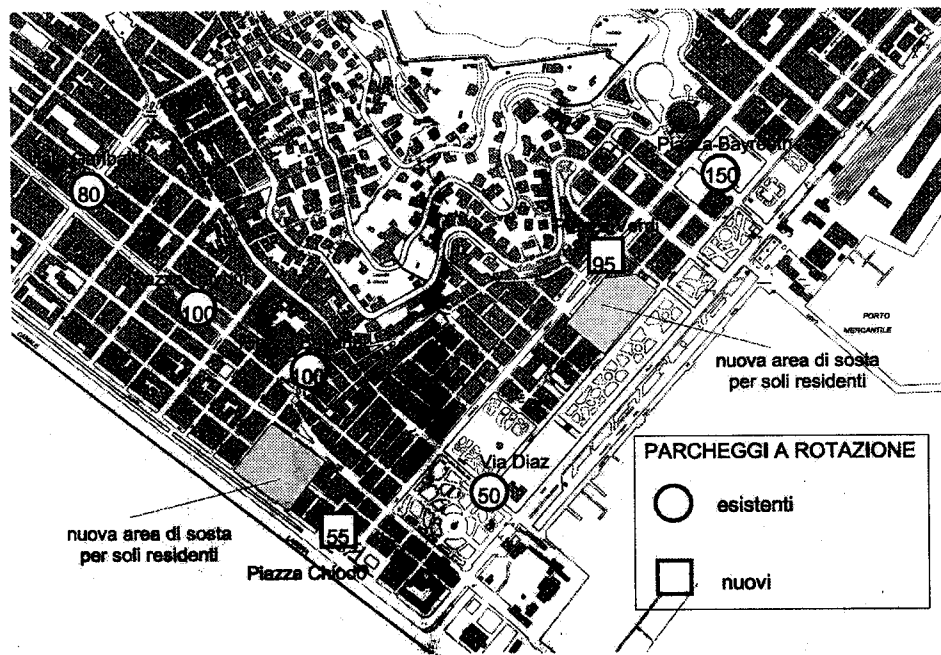 Piazza Bayreuth
150
80
95
100
100
PORTO
MERCANTILE
nuova area di sosta
per soli residenti
PARCHEGGI A ROTAZIONE
esistenti
nuovi
Via Diaz
50
nuova area di sosta
per soli residenti
55
Piazza Chiodo